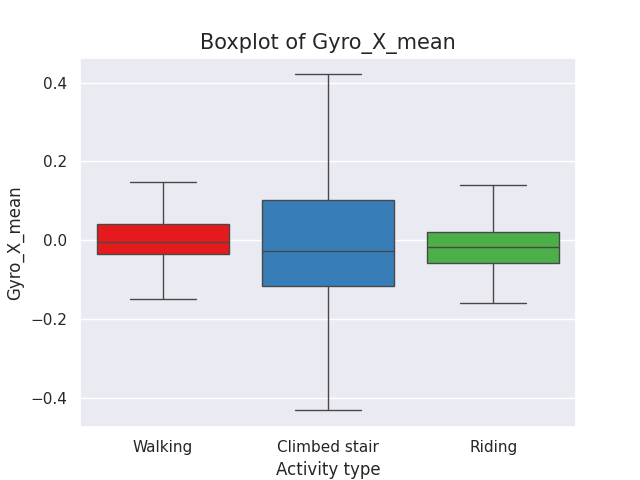 Boxplot of Gyro_X_mean
Gyro_X_mean
0.4
0.2
0.0
−0.2
−0.4
Walking
Climbed stair
Riding
Activity type